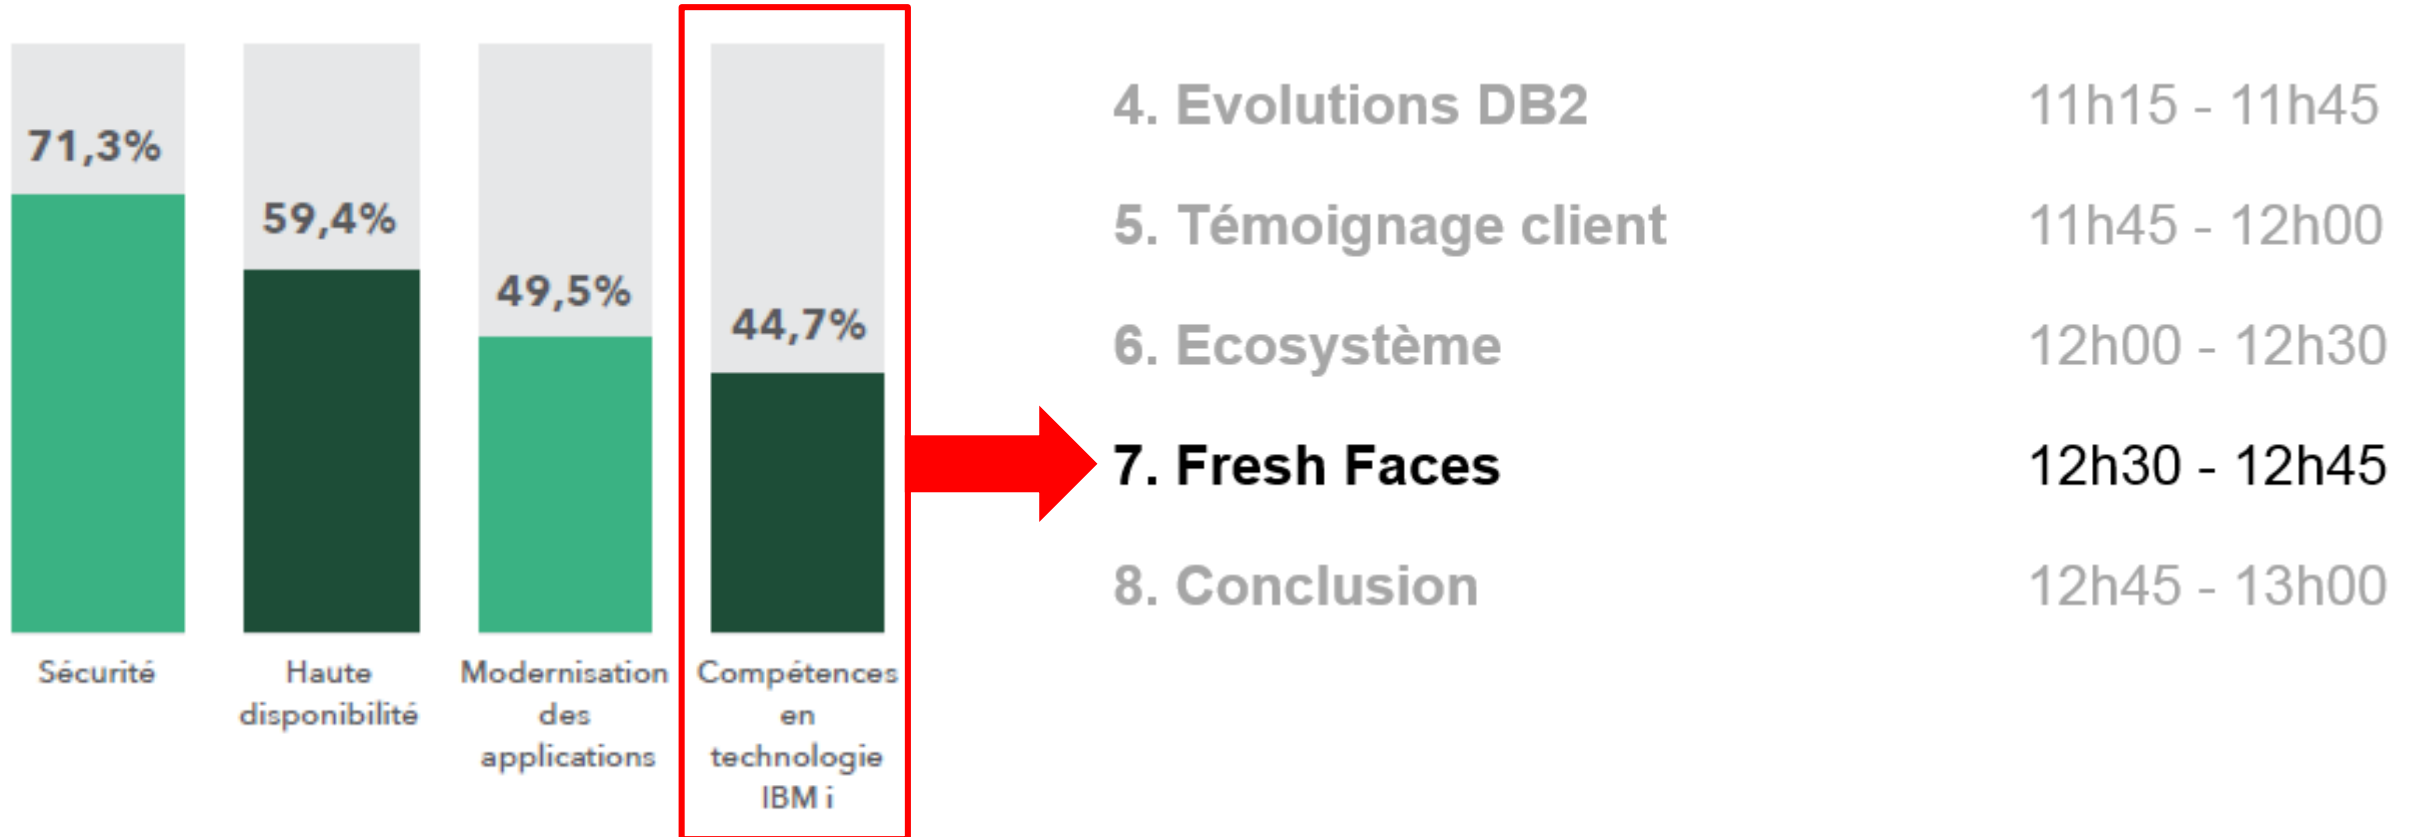 71,3%
59,4%
49,5%
44,7%
Sécurité
Haute
disponibilité
Modernisation
des
applications
Compétences
en
technologie
IBM i
4. Evolutions DB2 11h15 - 11h45
5. Témoignage client 11h45 - 12h00
6. Ecosystème 12h00 - 12h30
7. Fresh Faces 12h30 - 12h45
8. Conclusion 12h45 - 13h00